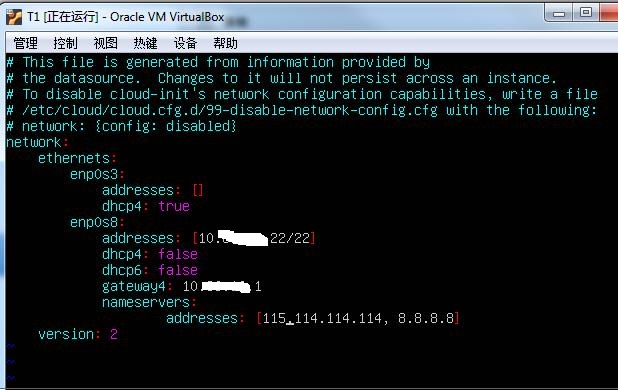 T1 [正在运行] - Oracle VM VirtualBox
管理 控制 视图 热键 设备 帮助
# This file is generated from information provided by
# the datasource.  Changes to it will not persist across an instance.
# To disable cloud-init's network configuration capabilities, write a file
# /etc/cloud/cloud.cfg.d/99-disable-network-config.cfg with the following:
# network: {config: disabled}
network:
    ethernets:
        enp0s3:
            addresses: []
            dhcp4: true
        enp0s8:
            addresses: [10. 22/22]
            dhcp4: false
            dhcp6: false
            gateway4: 10. 1
            nameservers:
                    addresses: [115.114.114.114, 8.8.8.8]
    version: 2
~
~